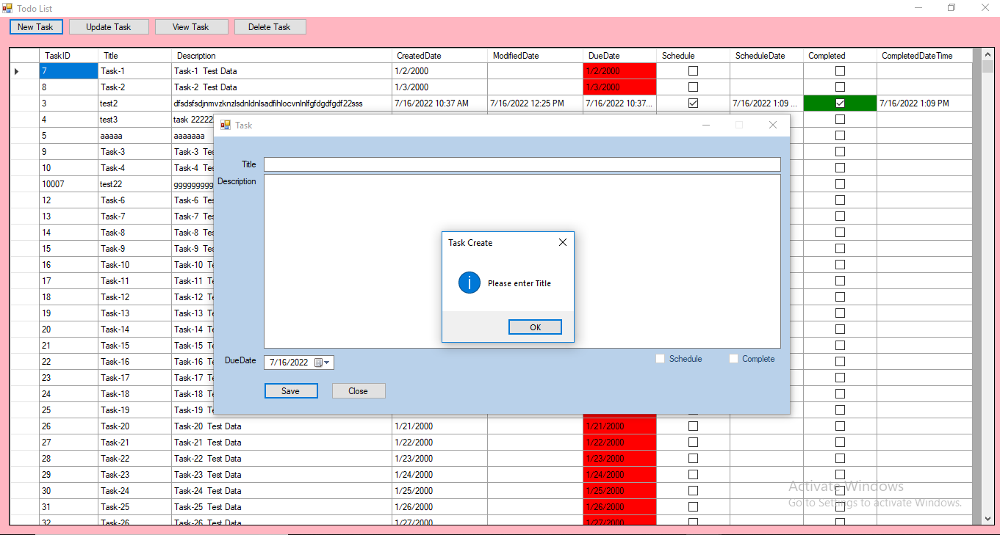 Todo List
New Task Update Task View Task Delete Task
TaskID Title Description CreatedDate ModifiedDate DueDate Schedule ScheduleDate Completed CompletedDateTime
7 Task-1 Task-1 Test Data 1/2/2000 1/2/2000
8 Task-2 Task-2 Test Data 1/3/2000 1/3/2000
3 test2 dfsdsfsdjnmvzknzlsdnldnlsadfihlocvnlnlfgfdgdfgdf22sss 7/16/2022 10:37 AM 7/16/2022 12:25 PM 7/16/2022 10:37... 7/16/2022 1:09 ... 7/16/2022 1:09 PM
4 test3 task 22222
5 aaaaa aaaaaaa
9 Task-3 Task-3 Tes
10 Task-4 Task-4 Tes
10007 test22 ggggggggg
12 Task-6 Task-6 Tes
13 Task-7 Task-7 Tes
14 Task-8 Task-8 Tes
15 Task-9 Task-9 Tes
16 Task-10 Task-10 Te
17 Task-11 Task-11 Te
18 Task-12 Task-12 Te
19 Task-13 Task-13 Te
20 Task-14 Task-14 Te
21 Task-15 Task-15 Te
22 Task-16 Task-16 Te
23 Task-17 Task-17 Te
24 Task-18 Task-18 Te
25 Task-19 Task-19 Te
26 Task-20 Task-20 Test Data 1/21/2000 1/21/2000
27 Task-21 Task-21 Test Data 1/22/2000 1/22/2000
28 Task-22 Task-22 Test Data 1/23/2000 1/23/2000
29 Task-23 Task-23 Test Data 1/24/2000 1/24/2000
30 Task-24 Task-24 Test Data 1/25/2000 1/25/2000
31 Task-25 Task-25 Test Data 1/26/2000 1/26/2000
32 Task-26 Task-26 Test Data 1/27/2000 1/27/2000
Task
Title
Description
DueDate 7/16/2022 Schedule Complete
Save Close
Task Create
Please enter Title
OK
Activate Windows
Go to Settings to activate Windows.